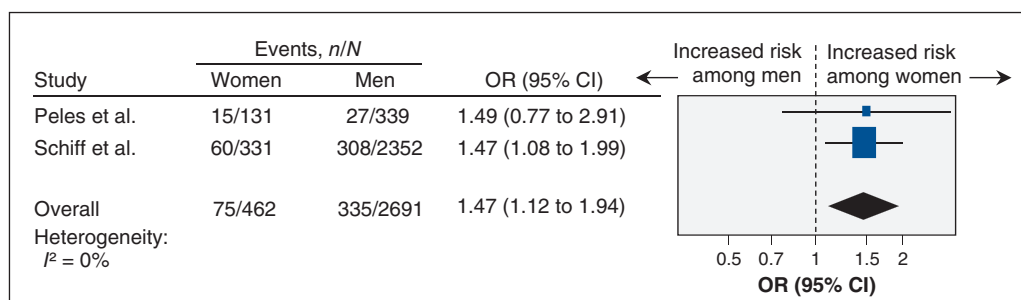 Events, n/N
Study Women Men OR (95% CI)
Increased risk among men
Increased risk among women
Peles et al. 15/131 27/339 1.49 (0.77 to 2.91)
Schiff et al. 60/331 308/2352 1.47 (1.08 to 1.99)
Overall 75/462 335/2691 1.47 (1.12 to 1.94)
Heterogeneity:
I² = 0%
0.5 0.7 1 1.5 2
OR (95% CI)